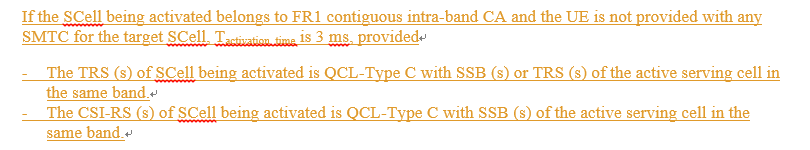 If the SCell being activated belongs to FR1 contiguous intra-band CA and the UE is not provided with any
SMTC for the target SCell, Tactivation_time is 3 ms, provided
- The TRS (s) of SCell being activated is QCL-Type C with SSB (s) or TRS (s) of the active serving cell in
the same band.
- The CSI-RS (s) of SCell being activated is QCL-Type C with SSB (s) of the active serving cell in the
same band.